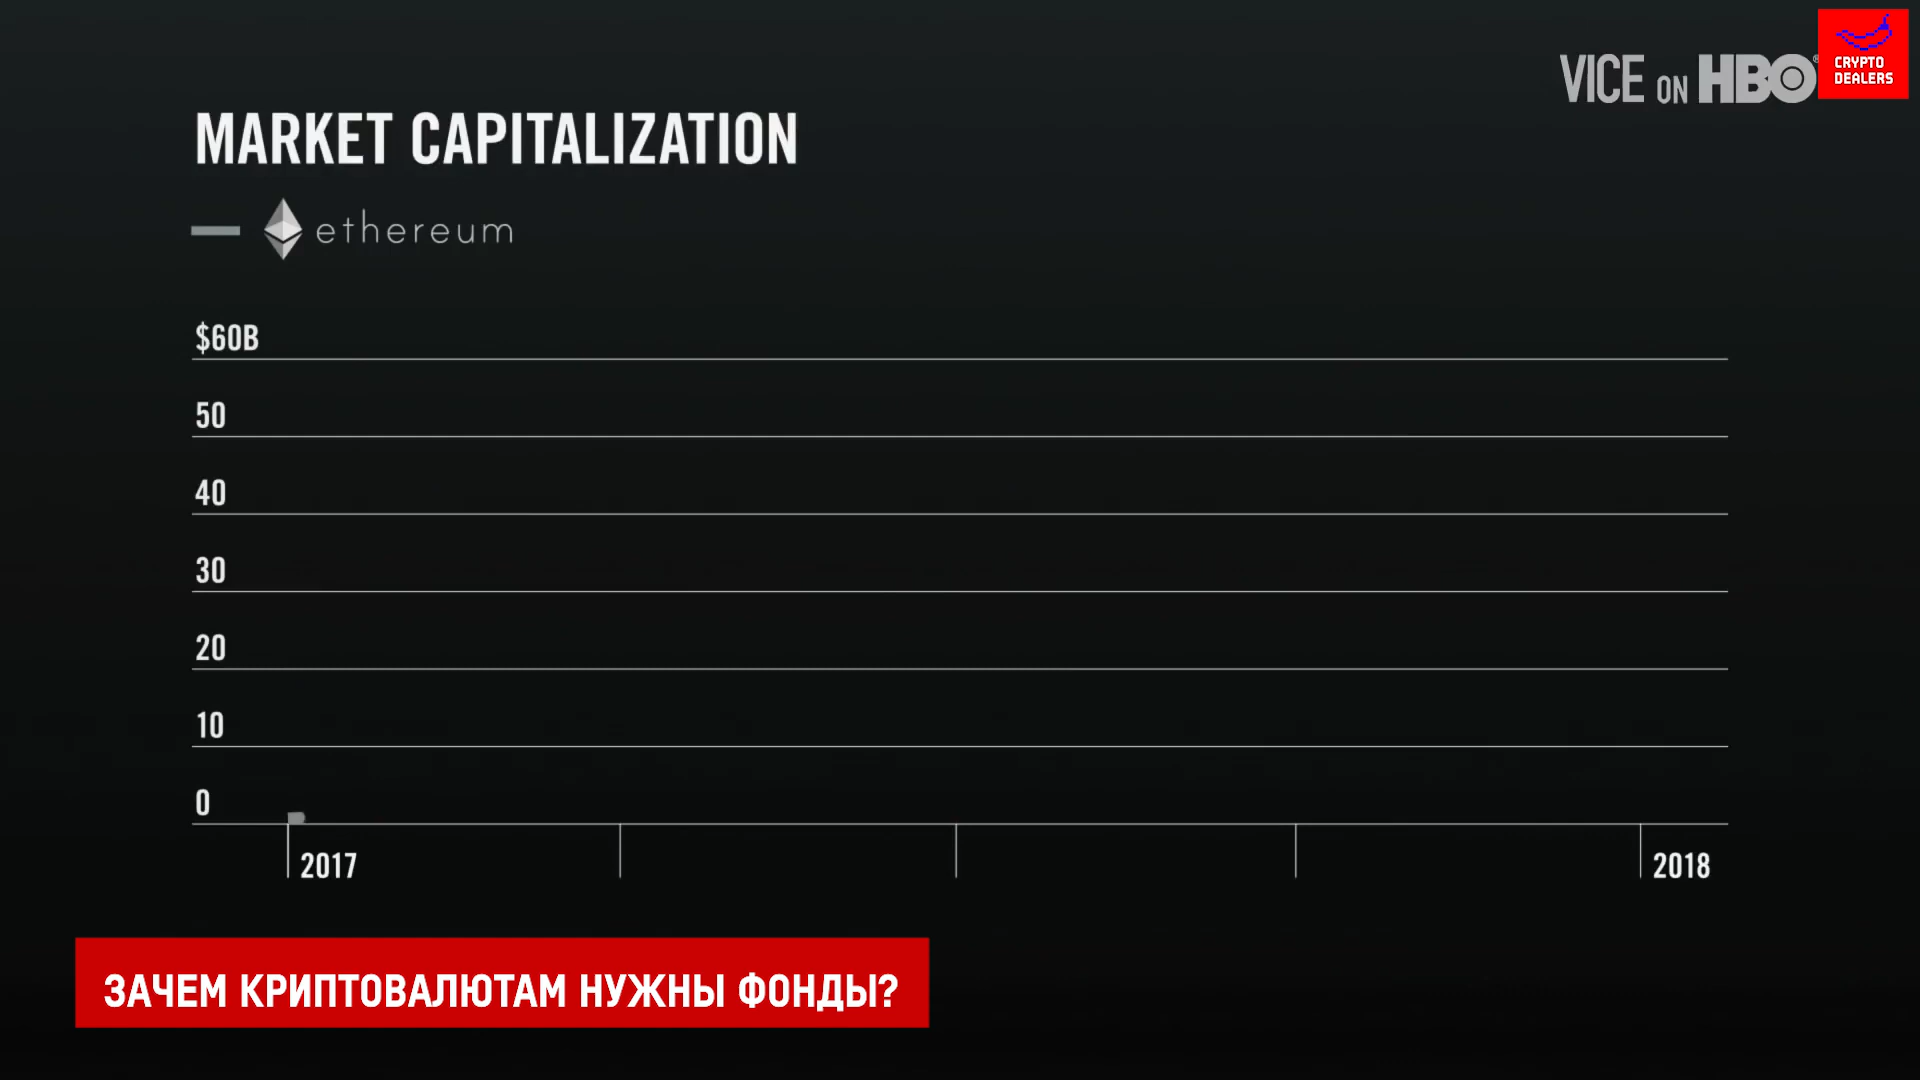 VICE ON HBO®
CRYPTO
DEALERS
MARKET CAPITALIZATION
ethereum
$60B
50
40
30
20
10
0
2017
2018
ЗАЧЕМ КРИПТОВАЛЮТАМ НУЖНЫ ФОНДЫ?